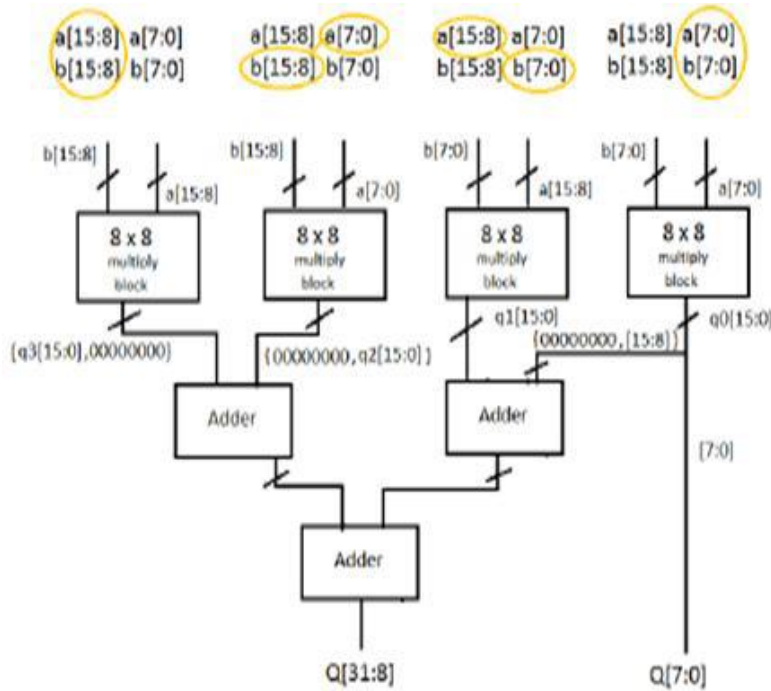 a[15:8] a[7:0] a[15:8] a[7:0] a[15:8] a[7:0] a[15:8] a[7:0]
b[15:8] b[7:0] b[15:8] b[7:0] b[15:8] b[7:0] b[15:8] b[7:0]
b[15:8] b[15:8] b[7:0] b[7:0]
a[15:8] a[7:0] a[15:8] a[7:0]
8 x 8 8 x 8 8 x 8 8 x 8
multiply multiply multiply multiply
block block block block
q1[15:0] q0[15:0]
{q3[15:0],00000000} {00000000,q2[15:0]} {00000000,[15:8]}
Adder Adder
[7:0]
Adder
Q[31:8] Q[7:0]